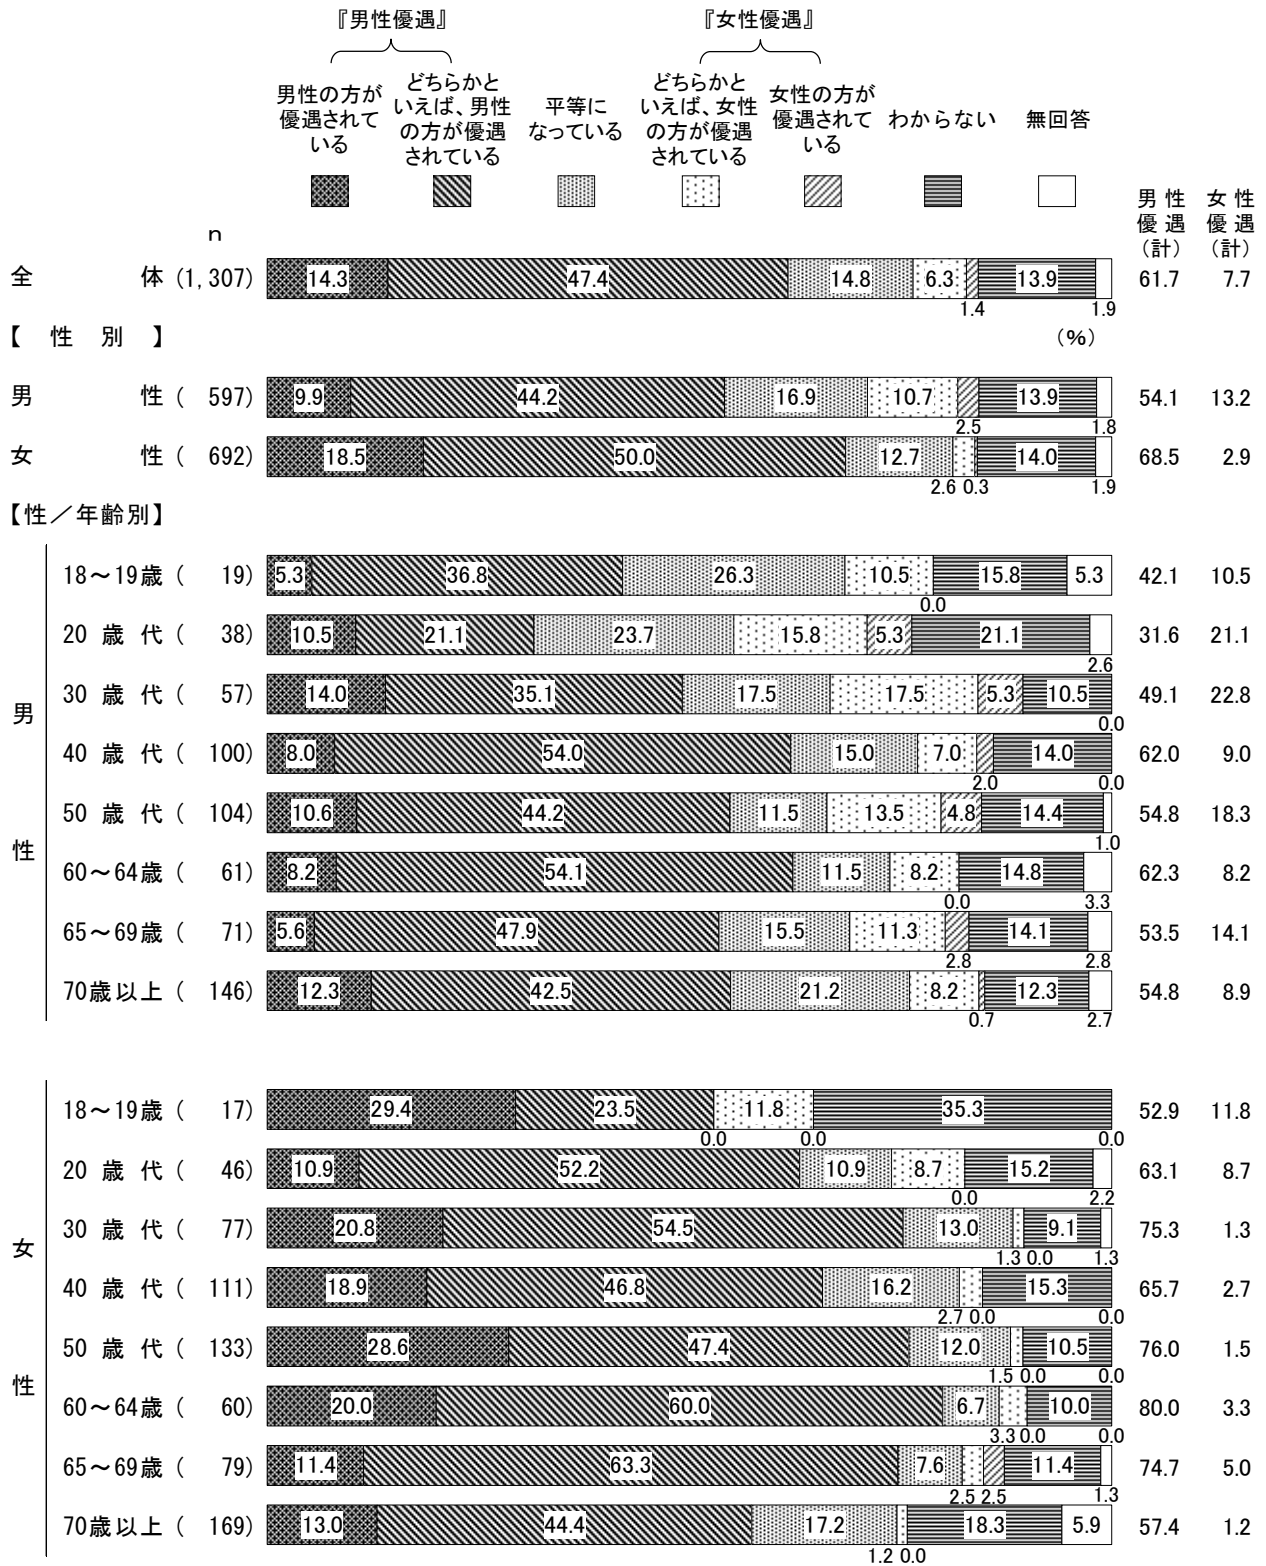 『男性優遇』 『女性優遇』
男性の方が
優遇されて
いる
どちらかと
いえば、男性
の方が優遇
されている
平等に
なっている
どちらかと
いえば、女性
の方が優遇
されている
女性の方が
優遇されて
いる
わからない
無回答
男性
優遇
（計）
女性
優遇
（計）
n
全体 (1,307) 14.3 47.4 14.8 6.3 13.9 61.7 7.7
1.4 1.9
【性別】 （%）
男性 ( 597) 9.9 44.2 16.9 10.7 13.9 54.1 13.2
2.5 1.8
女性 ( 692) 18.5 50.0 12.7 14.0 68.5 2.9
2.6 0.3 1.9
【性／年齢別】
男性
18～19歳 ( 19) 5.3 36.8 26.3 10.5 15.8 5.3 42.1 10.5
0.0
20歳代 ( 38) 10.5 21.1 23.7 15.8 5.3 21.1 31.6 21.1
2.6
30歳代 ( 57) 14.0 35.1 17.5 17.5 5.3 10.5 49.1 22.8
0.0
40歳代 ( 100) 8.0 54.0 15.0 7.0 14.0 62.0 9.0
2.0 0.0
50歳代 ( 104) 10.6 44.2 11.5 13.5 4.8 14.4 54.8 18.3
1.0
60～64歳 ( 61) 8.2 54.1 11.5 8.2 14.8 62.3 8.2
0.0 3.3
65～69歳 ( 71) 5.6 47.9 15.5 11.3 14.1 53.5 14.1
2.8 2.8
70歳以上 ( 146) 12.3 42.5 21.2 8.2 12.3 54.8 8.9
0.7 2.7
女性
18～19歳 ( 17) 29.4 23.5 11.8 35.3 52.9 11.8
0.0 0.0 0.0
20歳代 ( 46) 10.9 52.2 10.9 8.7 15.2 63.1 8.7
0.0 2.2
30歳代 ( 77) 20.8 54.5 13.0 9.1 75.3 1.3
1.3 0.0 1.3
40歳代 ( 111) 18.9 46.8 16.2 15.3 65.7 2.7
2.7 0.0 0.0
50歳代 ( 133) 28.6 47.4 12.0 10.5 76.0 1.5
1.5 0.0 0.0
60～64歳 ( 60) 20.0 60.0 6.7 10.0 80.0 3.3
3.3 0.0 0.0
65～69歳 ( 79) 11.4 63.3 7.6 11.4 74.7 5.0
2.5 2.5 1.3
70歳以上 ( 169) 13.0 44.4 17.2 18.3 5.9 57.4 1.2
1.2 0.0